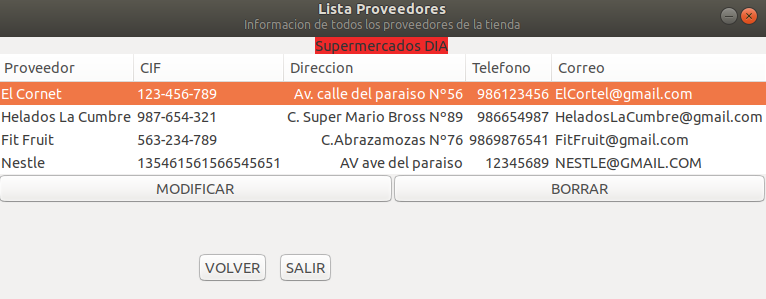 Lista Proveedores
Informacion de todos los proveedores de la tienda
Supermercados DIA
Proveedor CIF Direccion Telefono Correo
El Cornet 123-456-789 Av. calle del paraiso Nº56 986123456 ElCortel@gmail.com
Helados La Cumbre 987-654-321 C. Super Mario Bross Nº89 986654987 HeladosLaCumbre@gmail.com
Fit Fruit 563-234-789 C.Abrazamozas Nº76 9869876541 FitFruit@gmail.com
Nestle 135461561566545651 AV ave del paraiso 12345689 NESTLE@GMAIL.COM
MODIFICAR BORRAR
VOLVER SALIR